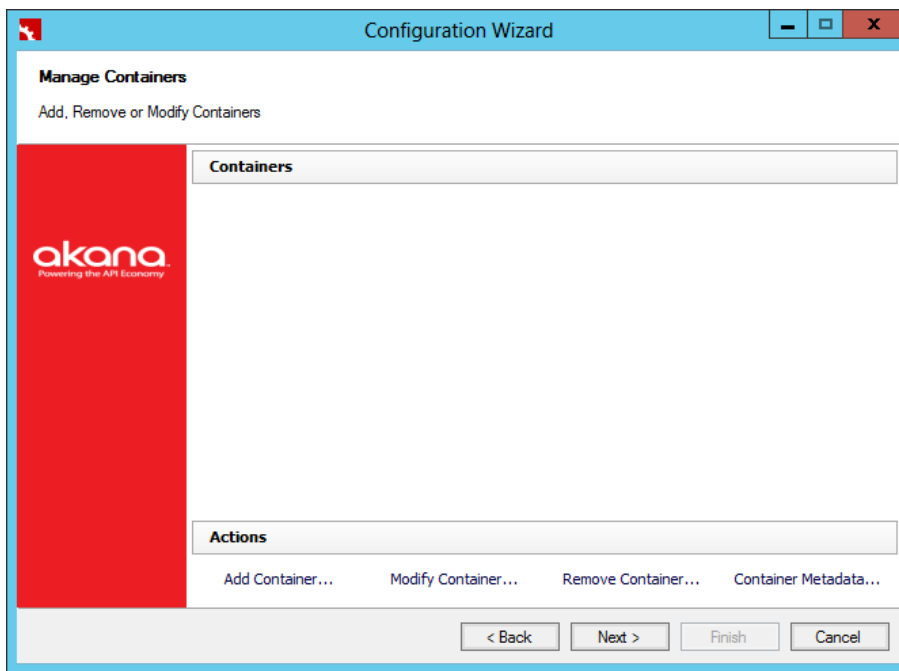 Configuration Wizard
Manage Containers
Add, Remove or Modify Containers
Containers
akana
Powering the API Economy
Actions
Add Container... Modify Container... Remove Container... Container Metadata...
< Back Next > Finish Cancel